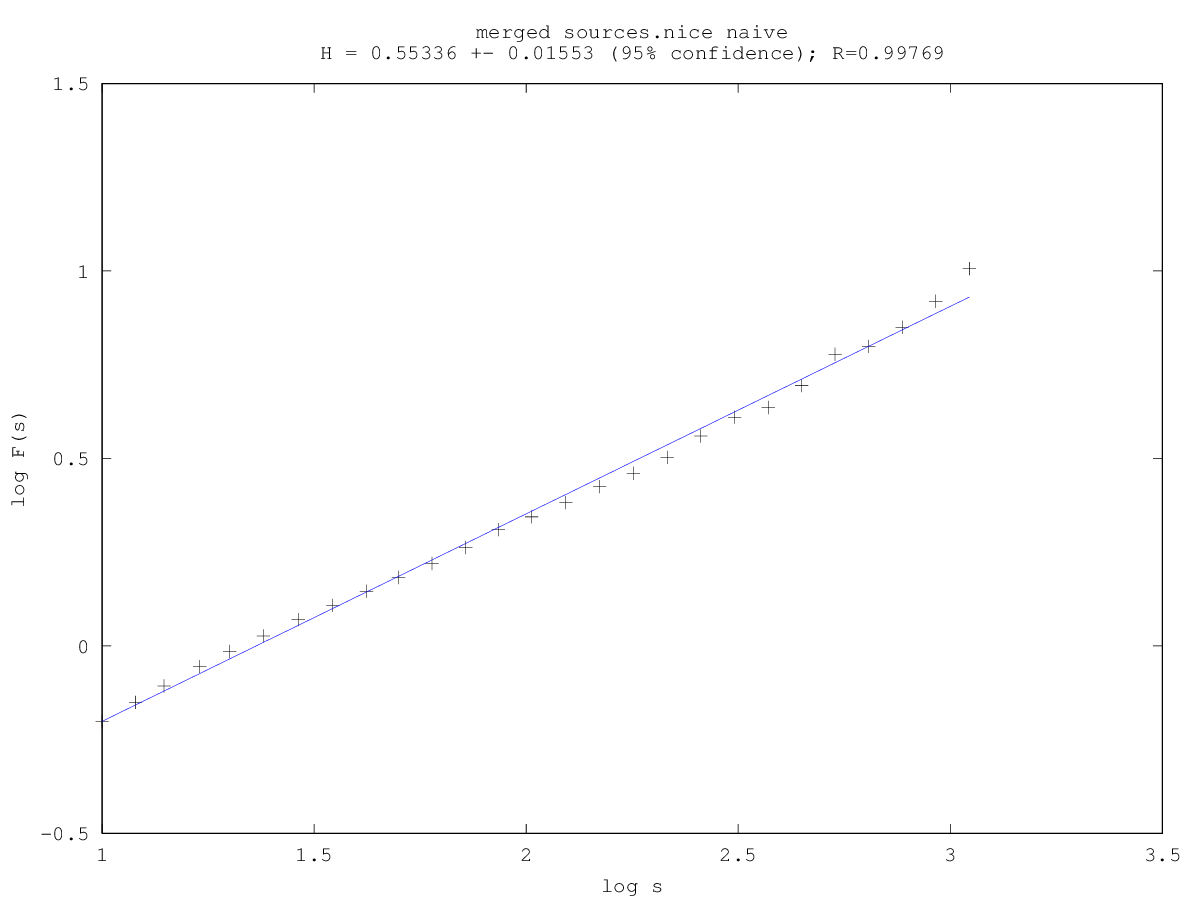 merged sources.nice naive
H = 0.55336 +- 0.01553 (95% confidence); R=0.99769
1.5
1
0.5
0
-0.5
log F(s)
1 1.5 2 2.5 3 3.5
log s